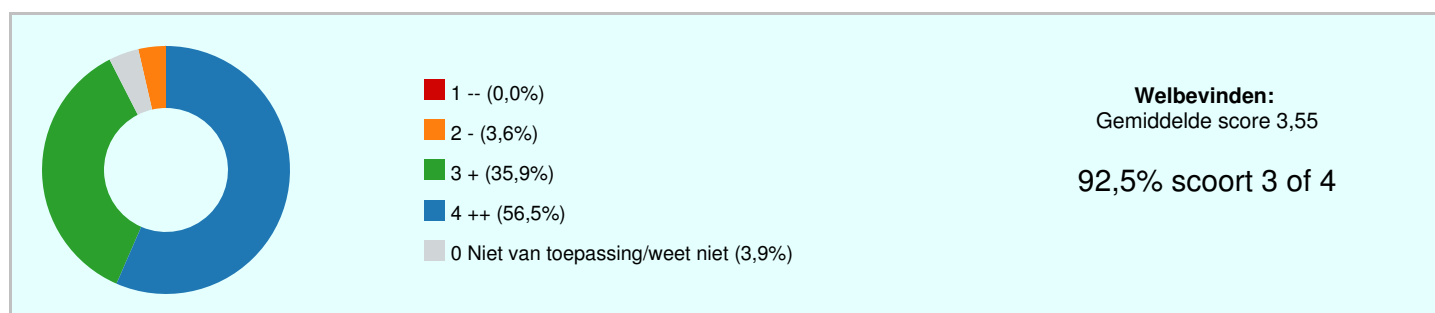 1 -- (0,0%)
2 - (3,6%)
3 + (35,9%)
4 ++ (56,5%)
0 Niet van toepassing/weet niet (3,9%)
Welbevinden:
Gemiddelde score 3,55
92,5% scoort 3 of 4